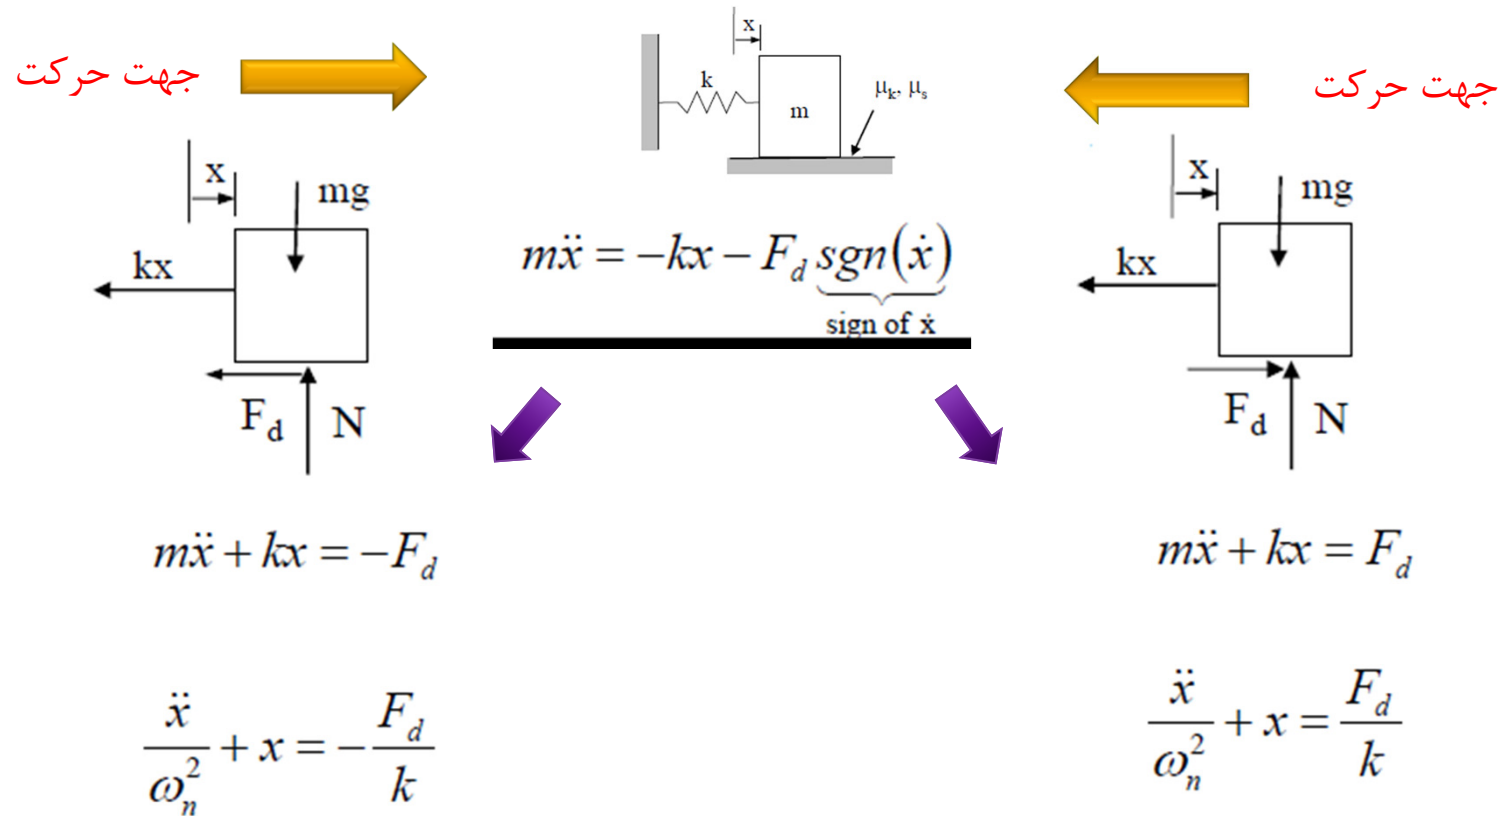 جهت حرکت
x
k
m
μk, μs
جهت حرکت
x
mg
kx
Fd
N
mẍ = −kx − Fd sgn(ẋ)
sign of ẋ
x
mg
kx
Fd
N
mẍ + kx = −Fd
mẍ + kx = Fd
ẍ/ωn² + x = −Fd/k
ẍ/ωn² + x = Fd/k